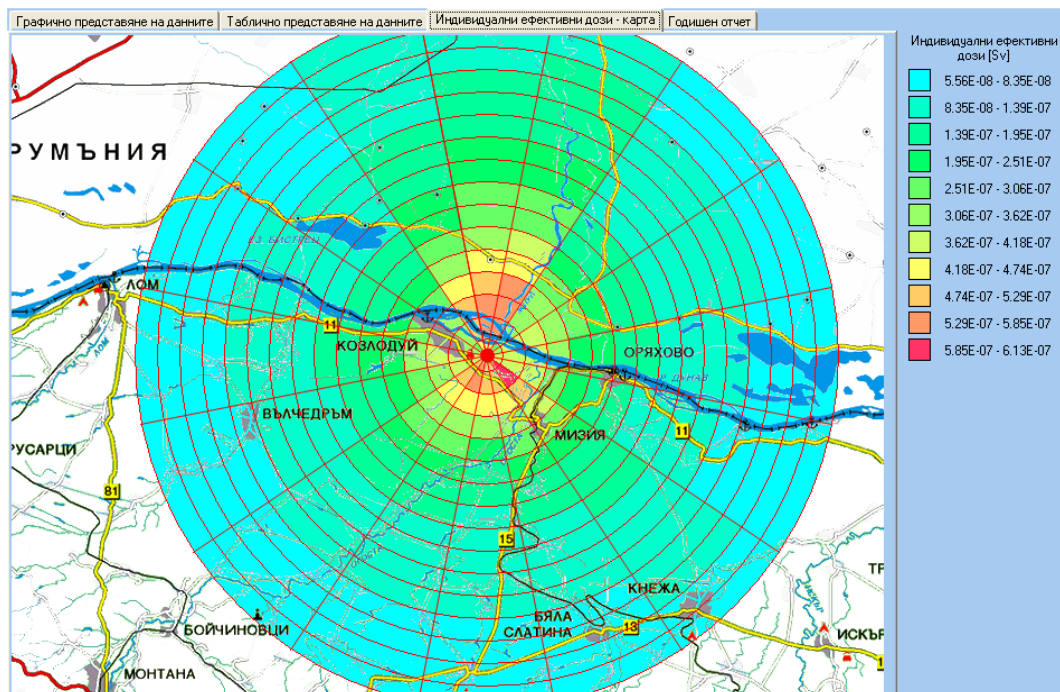 Графично представяне на данните
Таблично представяне на данните
Индивидуални ефективни дози - карта
Годишен отчет
Индивидуални ефективни
дози [Sv]
5.56E-08 - 8.35E-08
8.35E-08 - 1.39E-07
1.39E-07 - 1.95E-07
1.95E-07 - 2.51E-07
2.51E-07 - 3.06E-07
3.06E-07 - 3.62E-07
3.62E-07 - 4.18E-07
4.18E-07 - 4.74E-07
4.74E-07 - 5.29E-07
5.29E-07 - 5.85E-07
5.85E-07 - 6.13E-07
РУМЪНИЯ
БИСТРЕЦ
ЛОМ
ЛОМ
11
КОЗЛОДУЙ
ОРЯХОВО
Р. ДУНАВ
ВЪЛЧЕДРЪМ
МИЗИЯ
11
РУСАРЦИ
81
15
КНЕЖА
БЯЛА
СЛАТИНА
13
БОЙЧИНОВЦИ
ИСКЪР
МОНТАНА